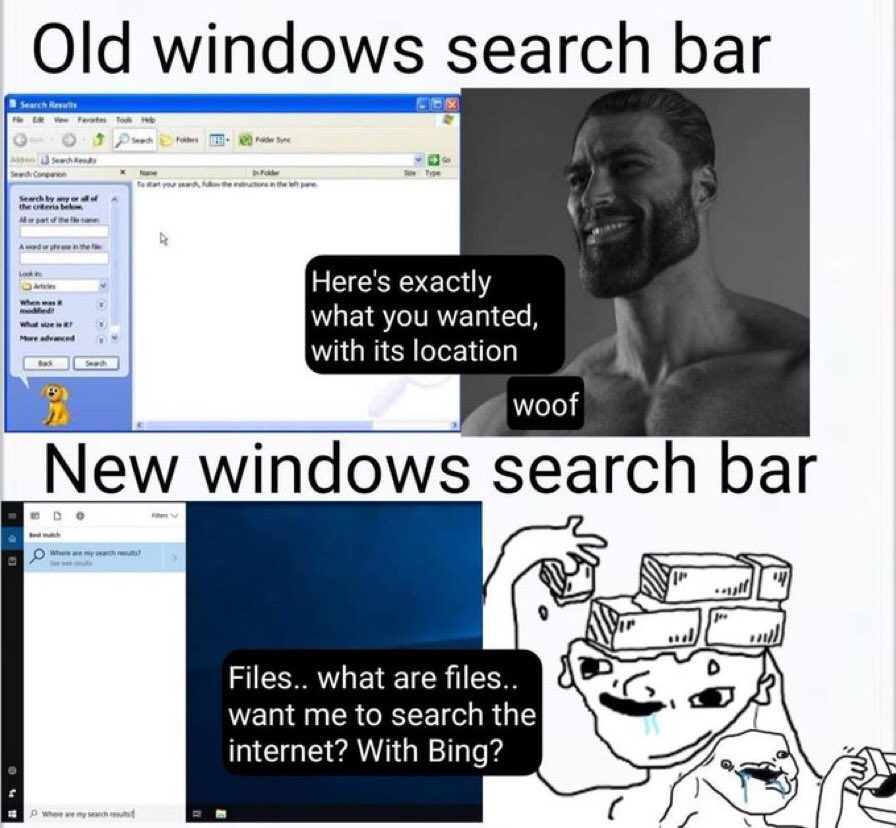 Old windows search bar
Search Results
File Edit View Favorites Tools Help
Back Search Folders Folder Sync
Address Search Results Go
Search Companion Name In Folder Size Type
To start your search, follow the instructions in the left pane.
Search by any or all of
the criteria below.
All or part of the file name:
A word or phrase in the file:
Look in:
Articles
When was it
modified?
What size is it?
More advanced
Back Search
Here's exactly
what you wanted,
with its location
woof
New windows search bar
Filters
Best match
Where are my search results?
See web results
Files.. what are files..
want me to search the
internet? With Bing?
Where are my search results?